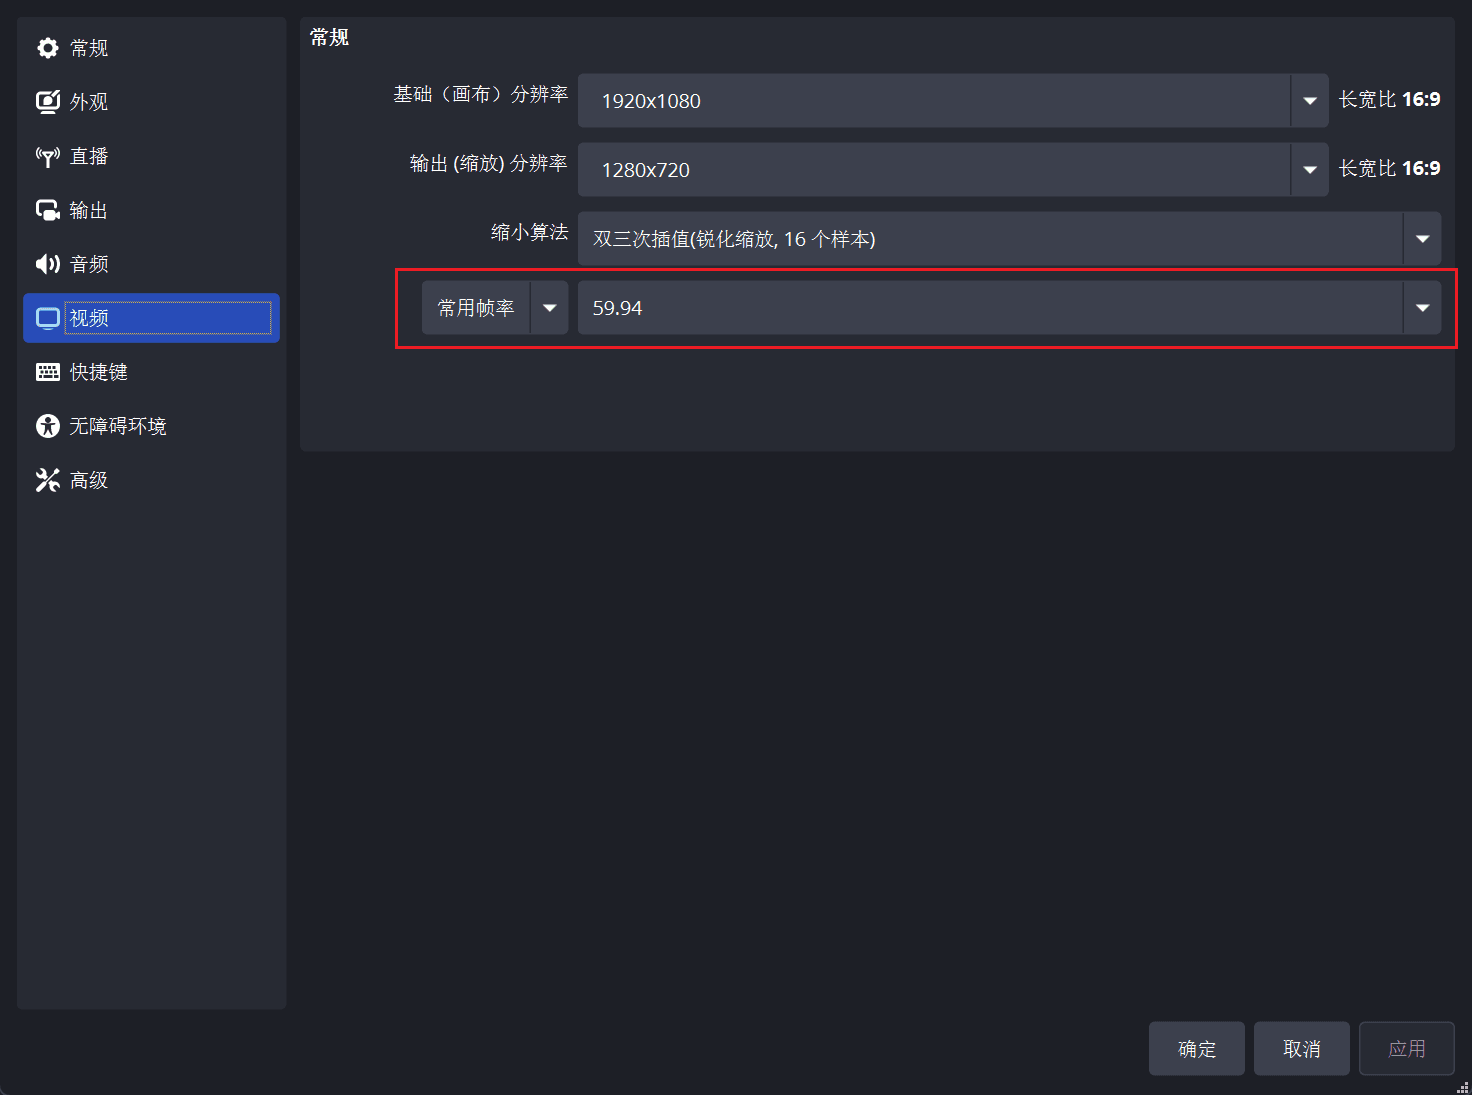 常规
外观
直播
输出
音频
视频
快捷键
无障碍环境
高级
常规
基础（画布）分辨率 1920x1080 长宽比 16:9
输出 (缩放) 分辨率 1280x720 长宽比 16:9
缩小算法 双三次插值(锐化缩放, 16 个样本)
常用帧率 59.94
确定 取消 应用